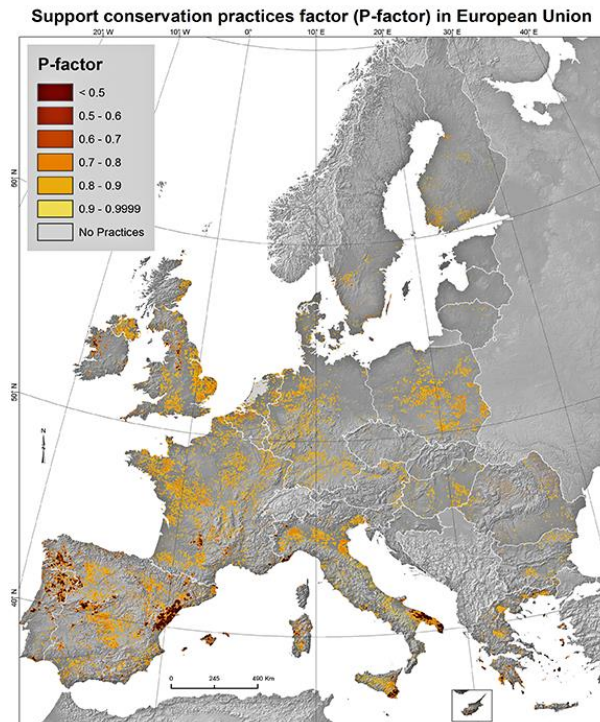 Support conservation practices factor (P-factor) in European Union
20°W
10°W
0°
10°E
20°E
30°E
40°E
P-factor
< 0.5
0.5 - 0.6
0.6 - 0.7
0.7 - 0.8
0.8 - 0.9
0.9 - 0.9999
No Practices
60°N
50°N
40°N
0 245 490 Km